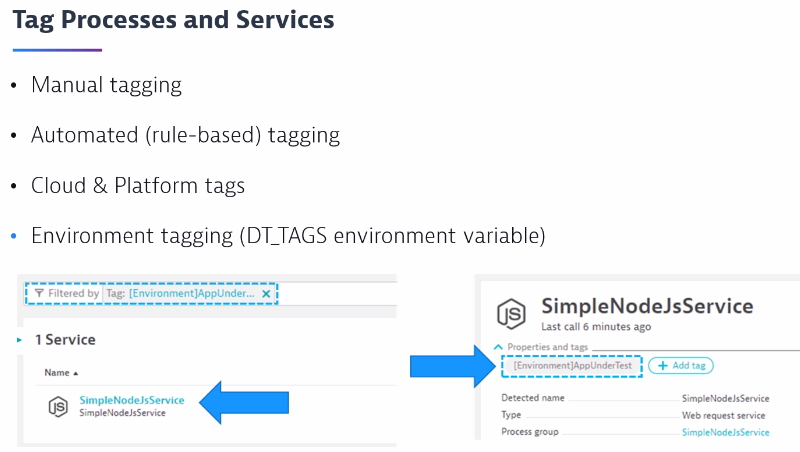 Tag Processes and Services
• Manual tagging
• Automated (rule-based) tagging
• Cloud & Platform tags
• Environment tagging (DT_TAGS environment variable)
Filtered by Tag: [Environment]AppUnder... ×
1 Service
Name
JS SimpleNodeJsService
SimpleNodeJsService
JS SimpleNodeJsService
Last call 6 minutes ago
Properties and tags
[Environment]AppUnderTest + Add tag
Detected name SimpleNodeJsService
Type Web request service
Process group SimpleNodeJsService